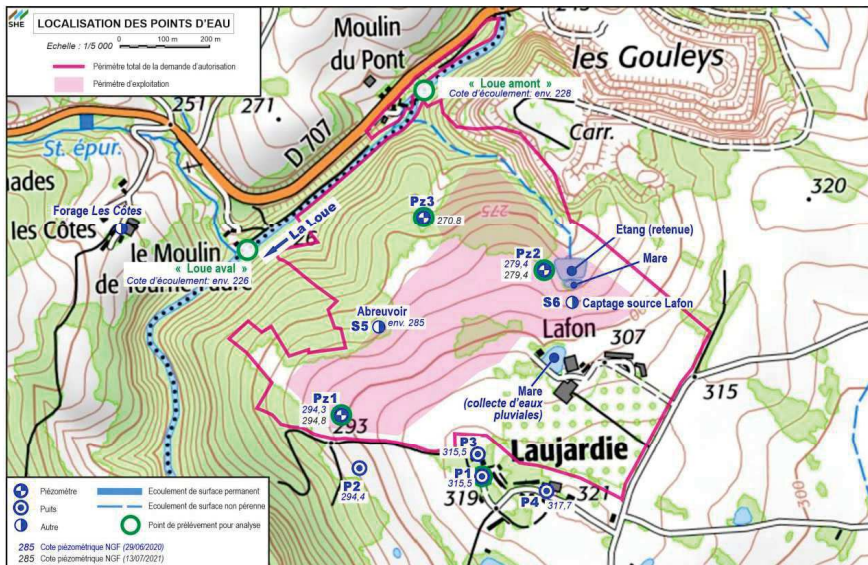 SHE
LOCALISATION DES POINTS D'EAU
Echelle : 1/5 000
0 100 m 200 m
Périmètre total de la demande d'autorisation
Périmètre d'exploitation
Moulin
du Pont
les Gouleys
« Loue amont »
Cote d'écoulement: env. 228
251
271
D 707
Carr.
St. épur.
320
Pz3
270.8
275
Forage Les Côtes
les Côtes
La Loue
Etang (retenue)
Pz2
279,4
279,4
Mare
le Moulin
« Loue aval »
Cote d'écoulement: env. 226
S6
Captage source Lafon
Abreuvoir
S5
env. 285
Lafon
307
300
315
Mare
(collecte d'eaux
pluviales)
Pz1
294,3
294,8
293
P3
315,5
Laujardie
P1
315,5
P2
294,4
319
P4
317,7
321
300
Piézomètre
Puits
Autre
Ecoulement de surface permanent
Ecoulement de surface non pérenne
Point de prélèvement pour analyse
285 Cote piézométrique NGF (29/06/2020)
285 Cote piézométrique NGF (13/07/2021)